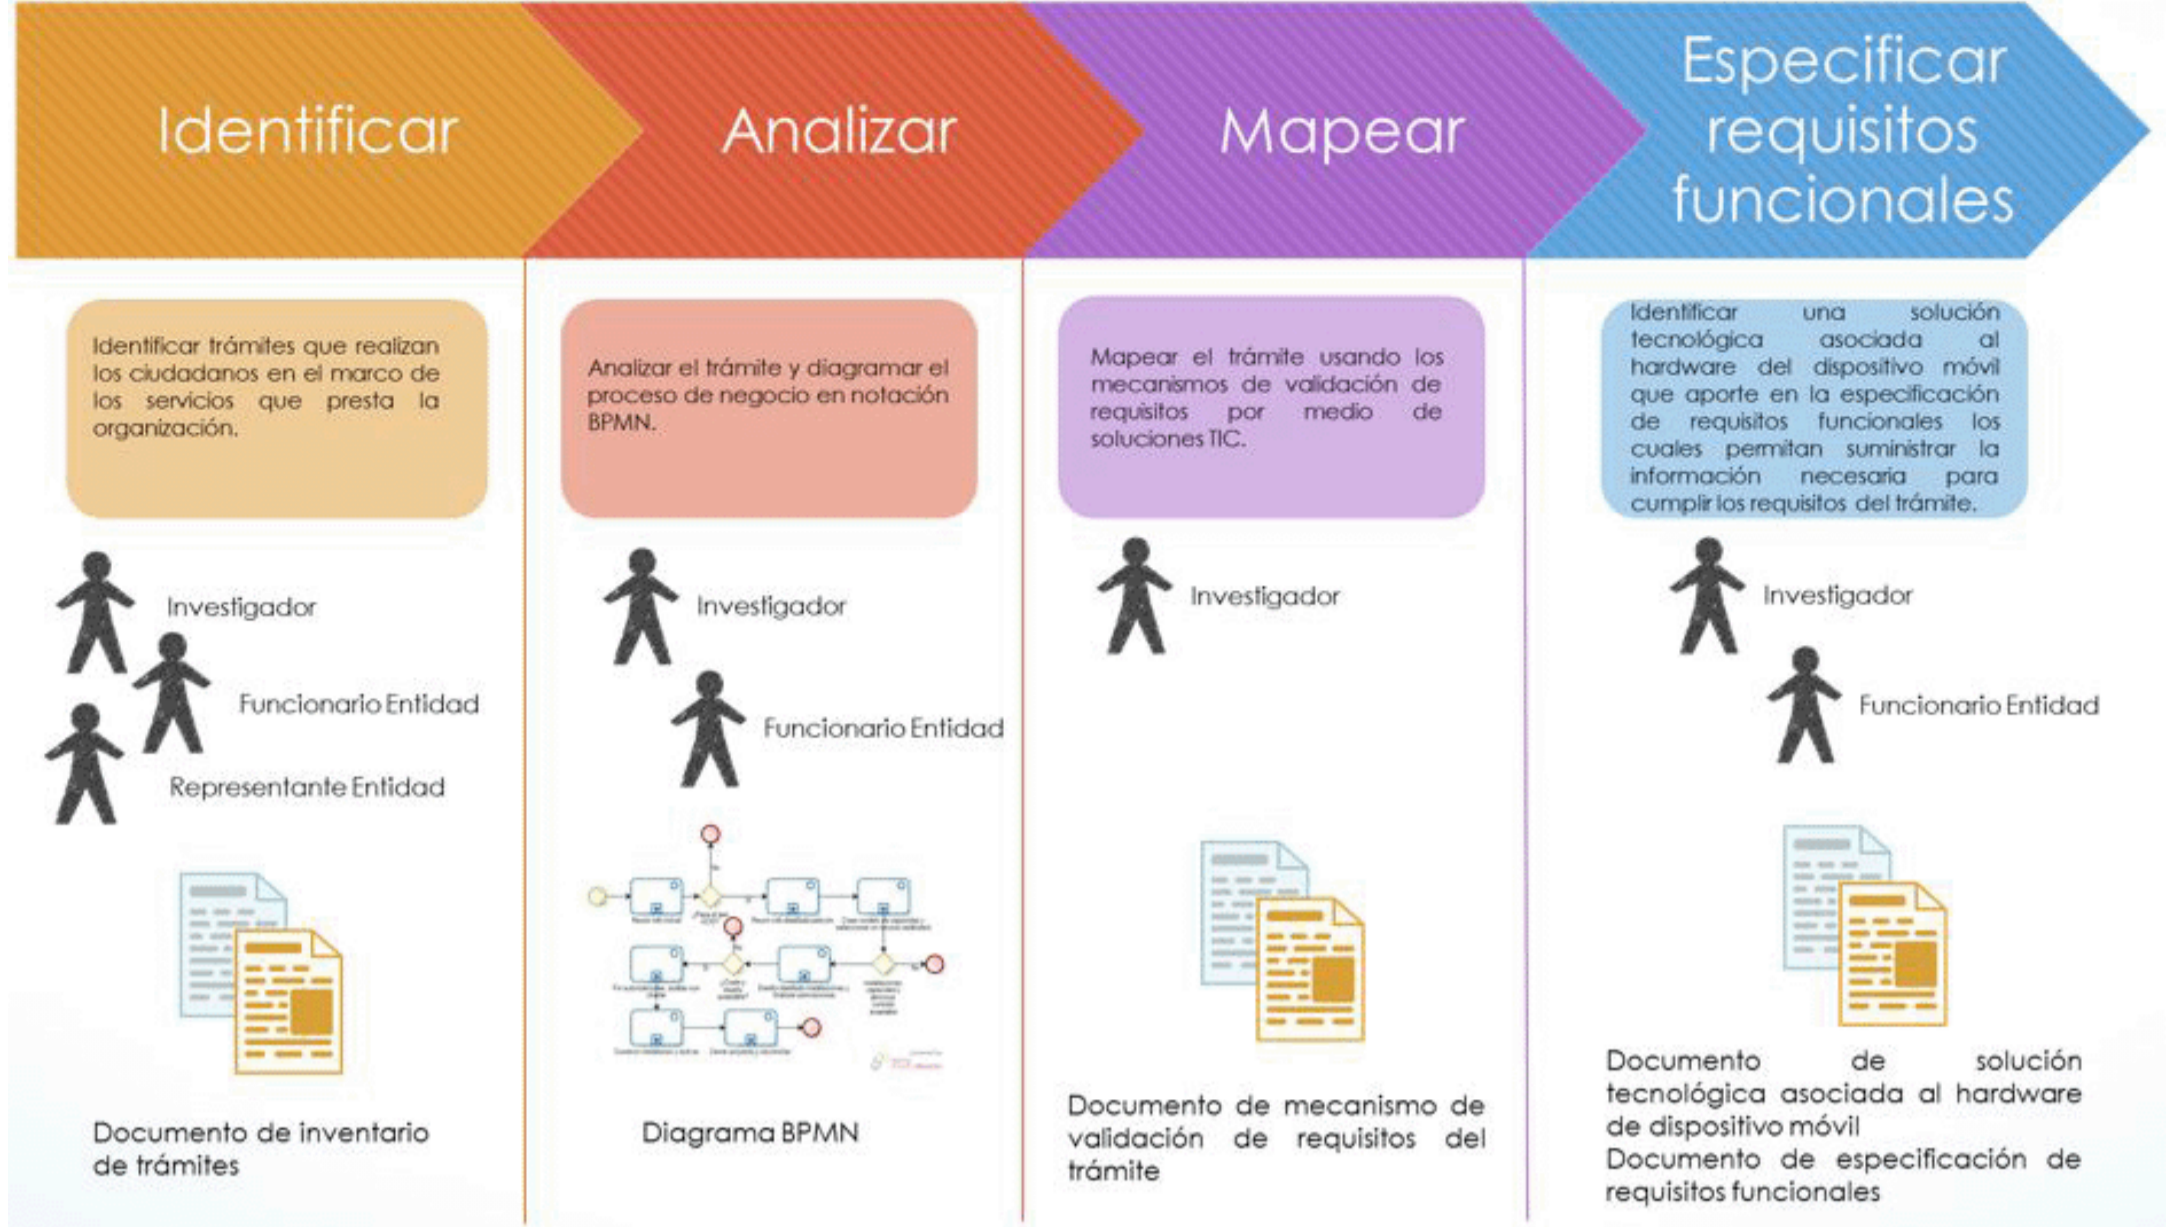 Identificar
Analizar
Mapear
Especificar
requisitos
funcionales
Identificar trámites que realizan
los ciudadanos en el marco de
los servicios que presta la
organización.
Analizar el trámite y diagramar el
proceso de negocio en notación
BPMN.
Mapear el trámite usando los
mecanismos de validación de
requisitos por medio de
soluciones TIC.
Identificar una solución
tecnológica asociada al
hardware del dispositivo móvil
que aporte en la especificación
de requisitos funcionales los
cuales permitan suministrar la
información necesaria para
cumplir los requisitos del trámite.
Investigador
Funcionario Entidad
Representante Entidad
Investigador
Funcionario Entidad
Investigador
Investigador
Funcionario Entidad
Documento de inventario
de trámites
Diagrama BPMN
Documento de mecanismo de
validación de requisitos del
trámite
Documento de solución
tecnológica asociada al hardware
de dispositivo móvil
Documento de especificación de
requisitos funcionales